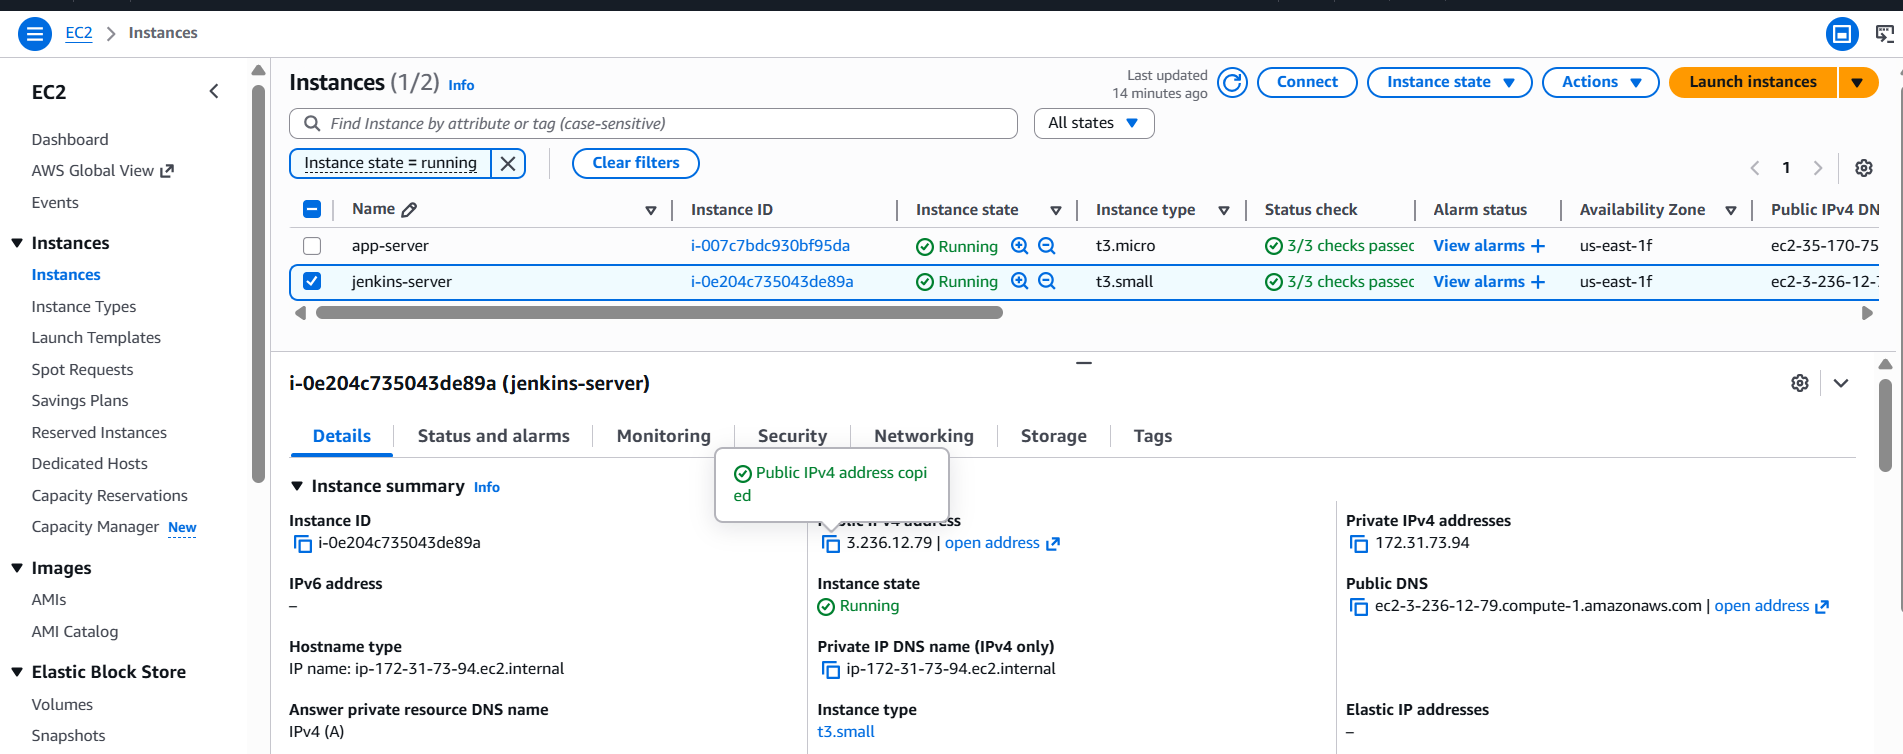 EC2 > Instances
EC2
Dashboard
AWS Global View
Events
Instances
Instances
Instance Types
Launch Templates
Spot Requests
Savings Plans
Reserved Instances
Dedicated Hosts
Capacity Reservations
Capacity Manager New
Images
AMIs
AMI Catalog
Elastic Block Store
Volumes
Snapshots
Instances (1/2) Info
Last updated
14 minutes ago
Connect
Instance state
Actions
Launch instances
Find Instance by attribute or tag (case-sensitive)
All states
Instance state = running
Clear filters
1
Name Instance ID Instance state Instance type Status check Alarm status Availability Zone Public IPv4 DN
app-server i-007c7bdc930bf95da Running t3.micro 3/3 checks passec View alarms + us-east-1f ec2-35-170-75
jenkins-server i-0e204c735043de89a Running t3.small 3/3 checks passec View alarms + us-east-1f ec2-3-236-12-7
i-0e204c735043de89a (jenkins-server)
Details Status and alarms Monitoring Security Networking Storage Tags
Public IPv4 address copi
ed
Instance summary Info
Instance ID
i-0e204c735043de89a
Public IPv4 address
3.236.12.79 | open address
Private IPv4 addresses
172.31.73.94
IPv6 address
–
Instance state
Running
Public DNS
ec2-3-236-12-79.compute-1.amazonaws.com | open address
Hostname type
IP name: ip-172-31-73-94.ec2.internal
Private IP DNS name (IPv4 only)
ip-172-31-73-94.ec2.internal
Answer private resource DNS name
IPv4 (A)
Instance type
t3.small
Elastic IP addresses
–